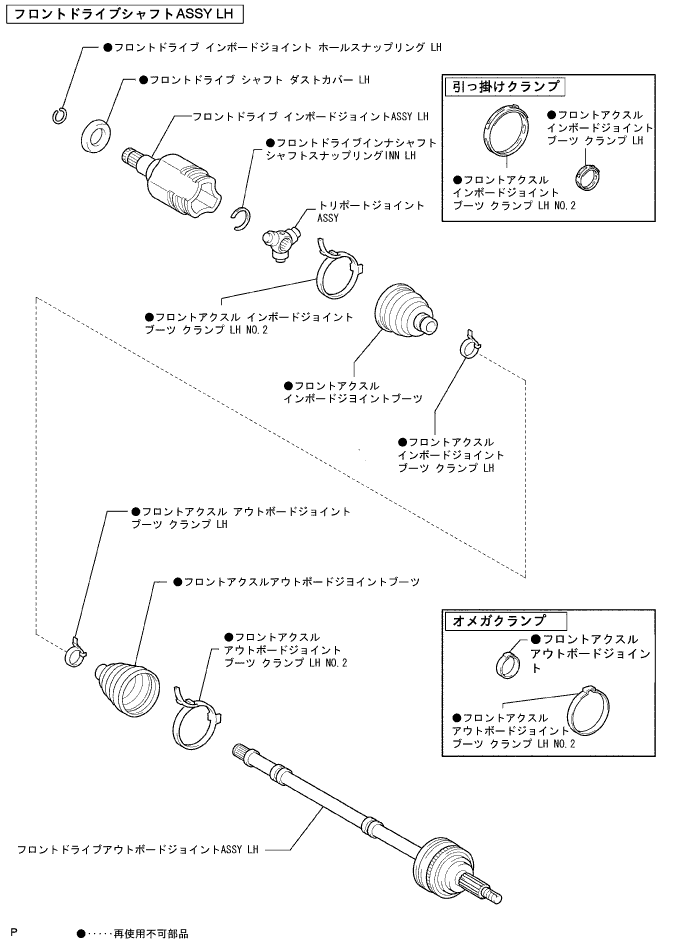 フロントドライブシャフトASSY LH
●フロントドライブ インボードジョイント ホールスナップリング LH
●フロントドライブ シャフト ダストカバー LH
フロントドライブ インボードジョイントASSY LH
●フロントドライブインナシャフト
シャフトスナップリングINN LH
トリポートジョイント
ASSY
引っ掛けクランプ
●フロントアクスル
インボードジョイント
ブーツ クランプ LH
●フロントアクスル
インボードジョイント
ブーツ クランプ LH NO.2
●フロントアクスル インボードジョイント
ブーツ クランプ LH NO.2
●フロントアクスル
インボードジョイントブーツ
●フロントアクスル
インボードジョイント
ブーツ クランプ LH
●フロントアクスル アウトボードジョイント
ブーツ クランプ LH
●フロントアクスルアウトボードジョイントブーツ
●フロントアクスル
アウトボードジョイント
ブーツ クランプ LH NO.2
オメガクランプ
●フロントアクスル
アウトボードジョイン
ト
●フロントアクスル
アウトボードジョイント
ブーツ クランプ LH NO.2
フロントドライブアウトボードジョイントASSY LH
P
●‥‥‥再使用不可部品